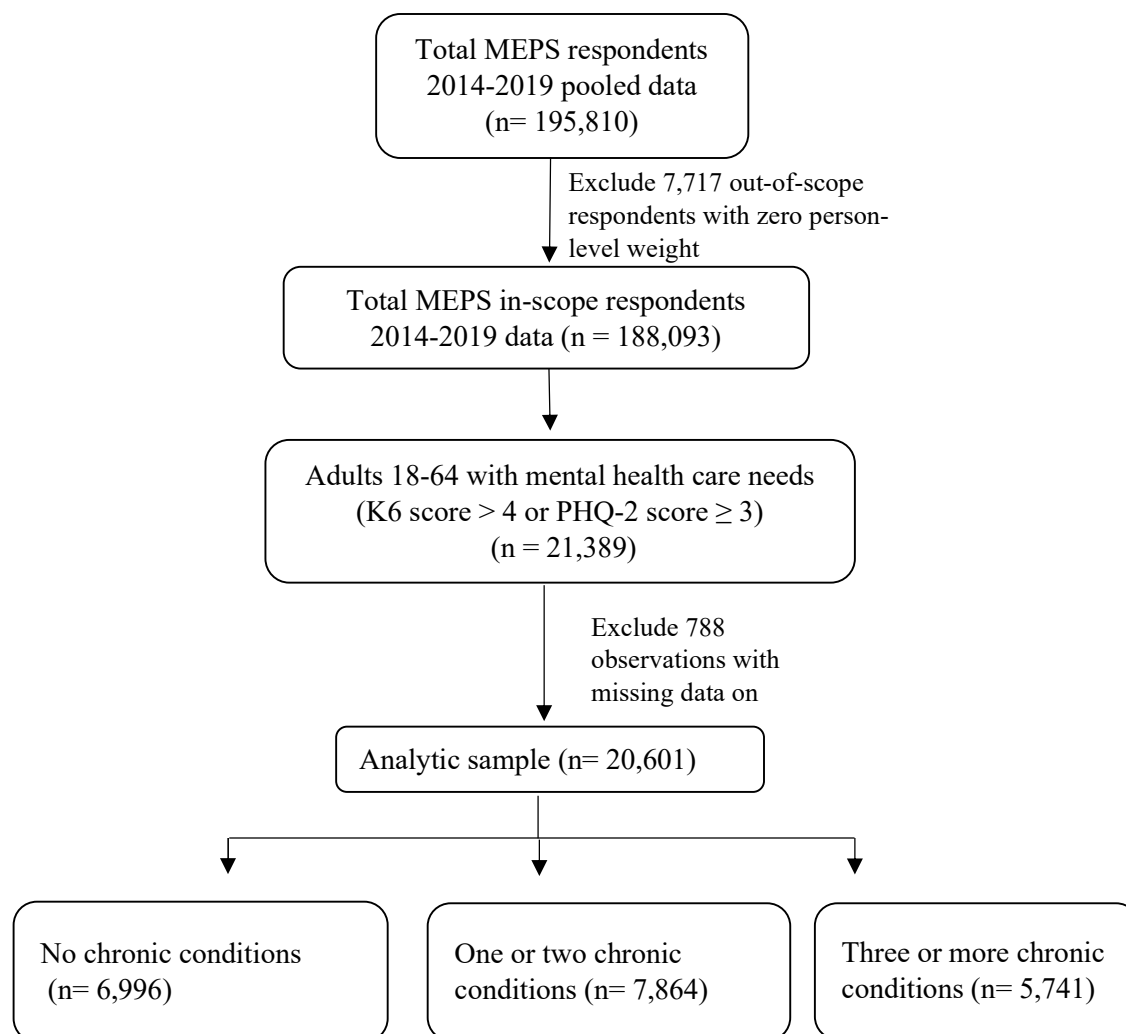 Total MEPS respondents
2014-2019 pooled data
(n= 195,810)
Exclude 7,717 out-of-scope
respondents with zero person-
level weight
Total MEPS in-scope respondents
2014-2019 data (n = 188,093)
Adults 18-64 with mental health care needs
(K6 score > 4 or PHQ-2 score ≥ 3)
(n = 21,389)
Exclude 788
observations with
missing data on
Analytic sample (n= 20,601)
No chronic conditions
(n= 6,996)
One or two chronic
conditions (n= 7,864)
Three or more chronic
conditions (n= 5,741)